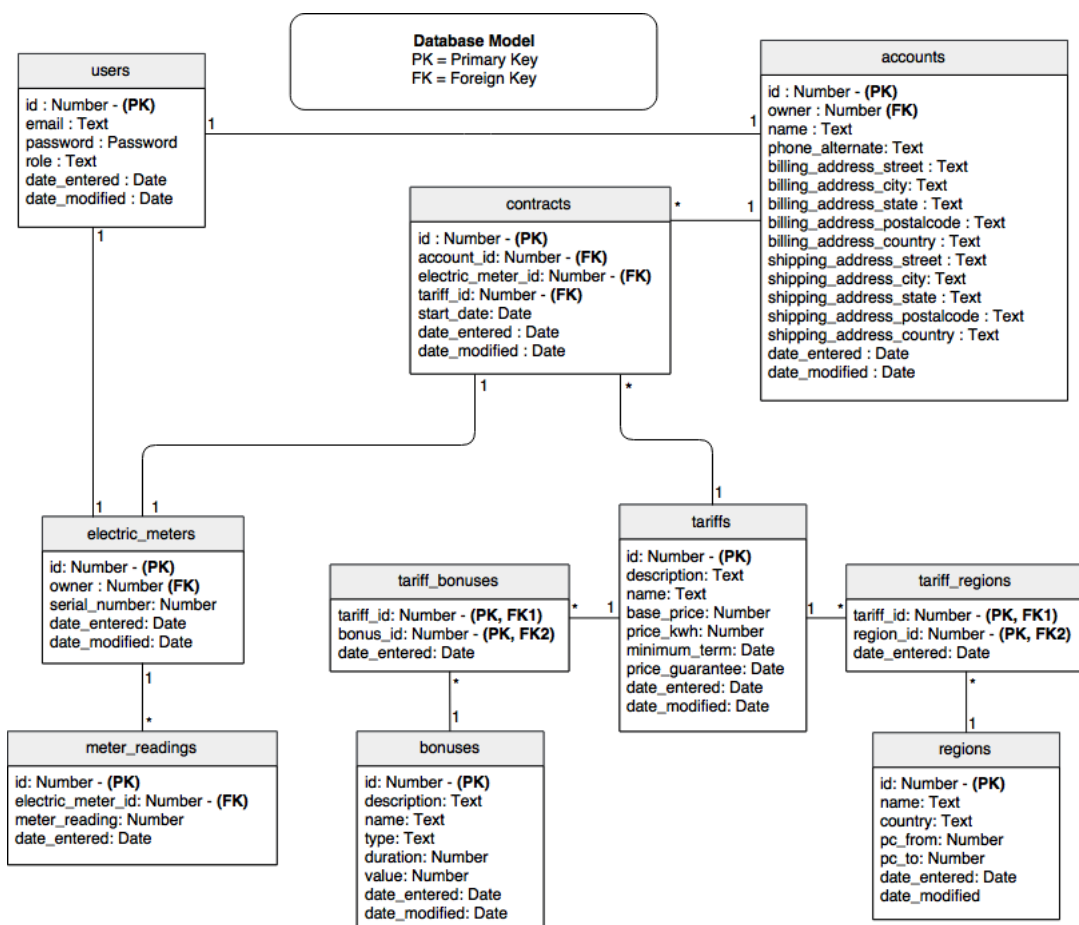 Database Model
PK = Primary Key
FK = Foreign Key
users
id : Number - (PK)
email : Text
password : Password
role : Text
date_entered : Date
date_modified : Date
1
1
1
accounts
id : Number - (PK)
owner : Number (FK)
name : Text
phone_alternate: Text
billing_address_street : Text
billing_address_city: Text
billing_address_state : Text
billing_address_postalcode : Text
billing_address_country : Text
shipping_address_street : Text
shipping_address_city: Text
shipping_address_state : Text
shipping_address_postalcode : Text
shipping_address_country : Text
date_entered : Date
date_modified : Date
contracts
id : Number - (PK)
account_id: Number - (FK)
electric_meter_id: Number - (FK)
tariff_id: Number - (FK)
start_date: Date
date_entered : Date
date_modified : Date
*
1
1
*
1
1
1
electric_meters
id: Number - (PK)
owner : Number (FK)
serial_number: Number
date_entered: Date
date_modified: Date
1
*
meter_readings
id: Number - (PK)
electric_meter_id: Number - (FK)
meter_reading: Number
date_entered: Date
tariff_bonuses
tariff_id: Number - (PK, FK1)
bonus_id: Number - (PK, FK2)
date_entered: Date
*
1
*
1
bonuses
id: Number - (PK)
description: Text
name: Text
type: Text
duration: Number
value: Number
date_entered: Date
date_modified: Date
tariffs
id: Number - (PK)
description: Text
name: Text
base_price: Number
price_kwh: Number
minimum_term: Date
price_guarantee: Date
date_entered: Date
date_modified: Date
1
*
tariff_regions
tariff_id: Number - (PK, FK1)
region_id: Number - (PK, FK2)
date_entered: Date
*
1
regions
id: Number - (PK)
name: Text
country: Text
pc_from: Number
pc_to: Number
date_entered: Date
date_modified